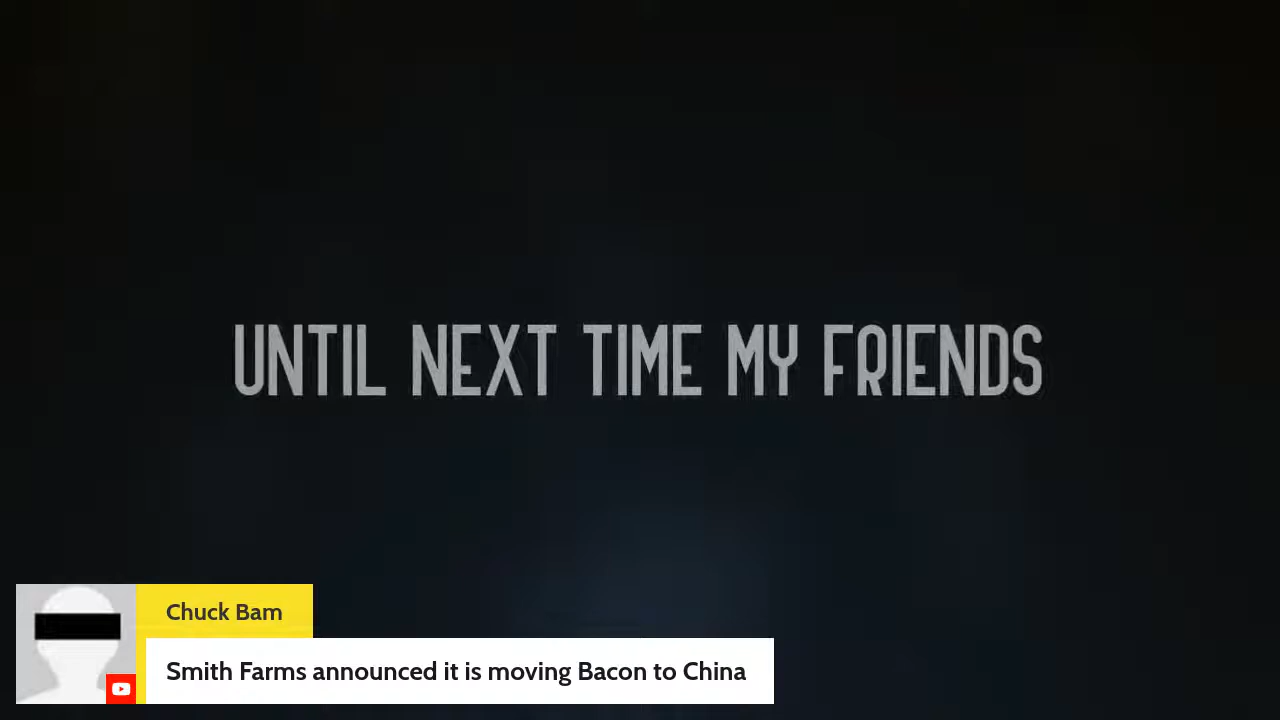 UNTIL NEXT TIME MY FRIENDS
Chuck Bam
Smith Farms announced it is moving Bacon to China